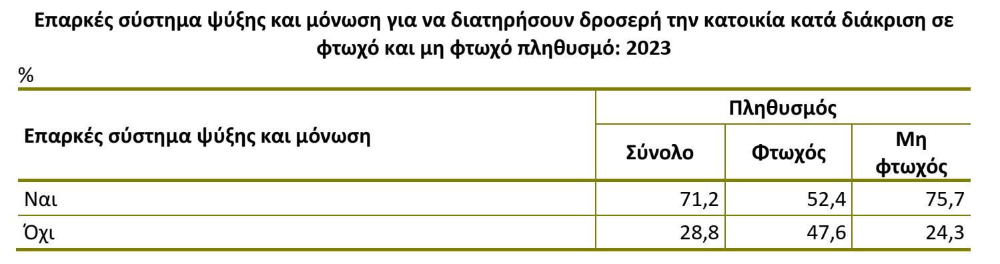 Επαρκές σύστημα ψύξης και μόνωση για να διατηρήσουν δροσερή την κατοικία κατά διάκριση σε
φτωχό και μη φτωχό πληθυσμό: 2023
%
Πληθυσμός
Επαρκές σύστημα ψύξης και μόνωση
Σύνολο Φτωχός Μη
φτωχός
Ναι 71,2 52,4 75,7
Όχι 28,8 47,6 24,3